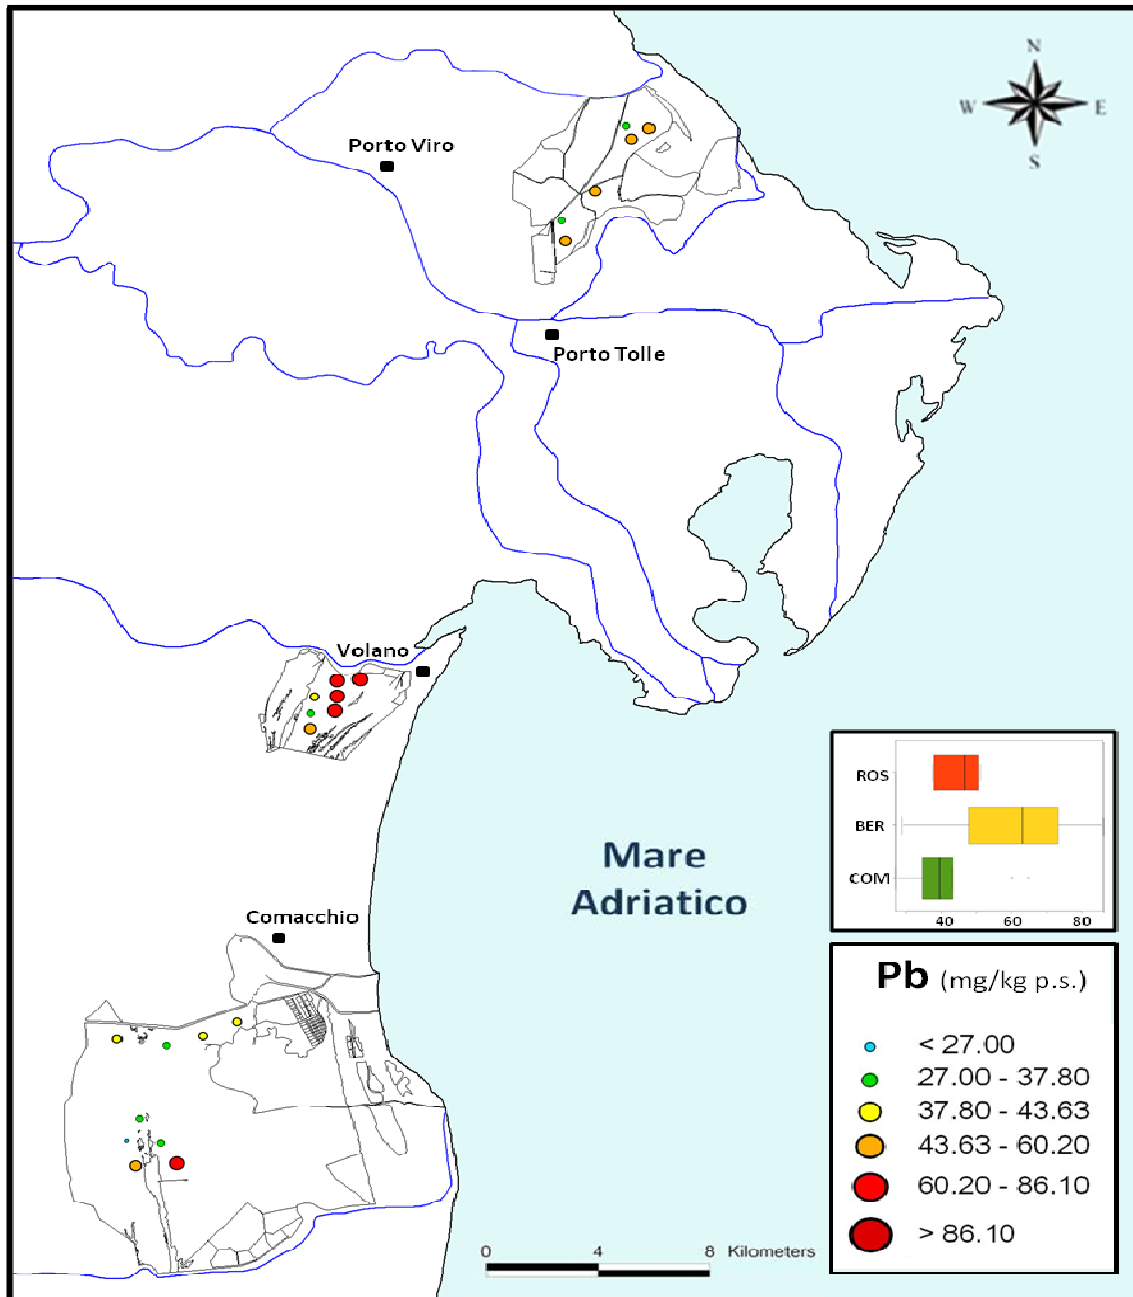 N
W E
S
Porto Viro
Porto Tolle
Volano
Mare
Adriatico
Comacchio
ROS
BER
COM
40 60 80
Pb (mg/kg p.s.)
< 27.00
27.00 - 37.80
37.80 - 43.63
43.63 - 60.20
60.20 - 86.10
> 86.10
0 4 8 Kilometers